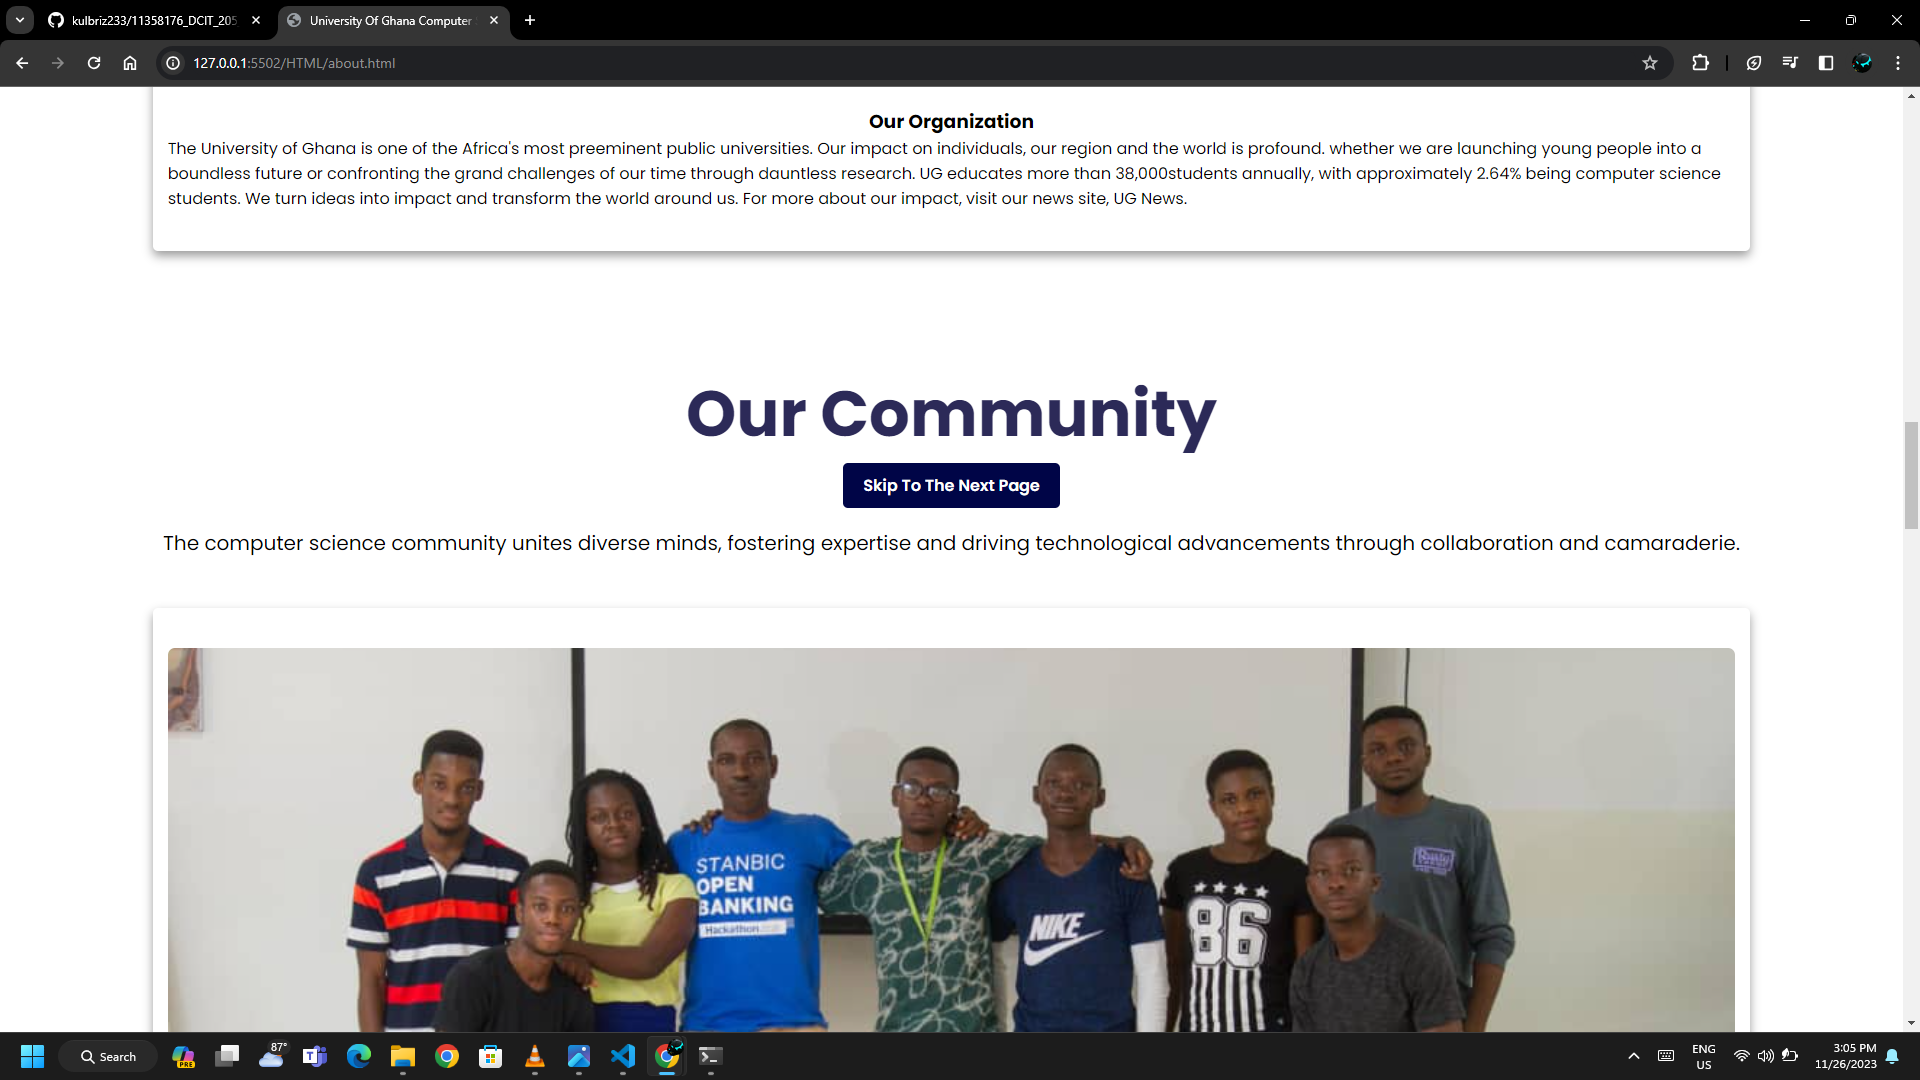 kulbriz233/11358176_DCIT_205
University Of Ghana Computer
127.0.0.1:5502/HTML/about.html
Our Organization
The University of Ghana is one of the Africa's most preeminent public universities. Our impact on individuals, our region and the world is profound. whether we are launching young people into a
boundless future or confronting the grand challenges of our time through dauntless research. UG educates more than 38,000students annually, with approximately 2.64% being computer science
students. We turn ideas into impact and transform the world around us. For more about our impact, visit our news site, UG News.
Our Community
Skip To The Next Page
The computer science community unites diverse minds, fostering expertise and driving technological advancements through collaboration and camaraderie.
STANBIC
OPEN
BANKING
Hackathon
NIKE
86
Search
PRE
87°
ENG
US
3:05 PM
11/26/2023